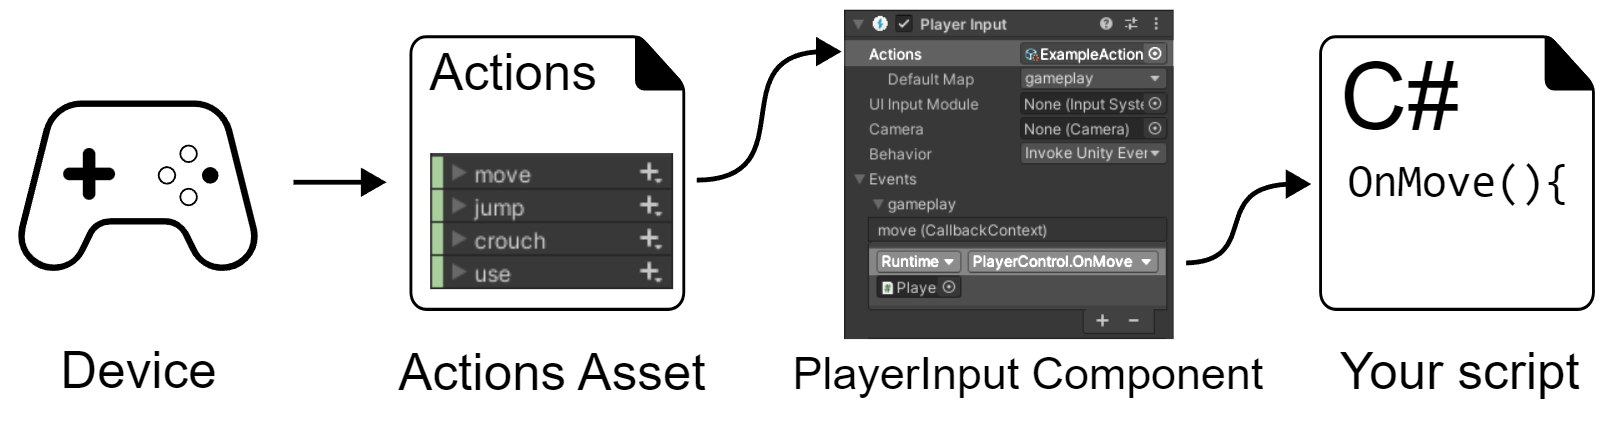 Actions
move
jump
crouch
use
Player Input
Actions ExampleAction
Default Map gameplay
UI Input Module None (Input Syste
Camera None (Camera)
Behavior Invoke Unity Ever
Events
gameplay
move (CallbackContext)
Runtime PlayerControl.OnMove
# Playe
+ −
C#
OnMove(){
Device
Actions Asset
PlayerInput Component
Your script